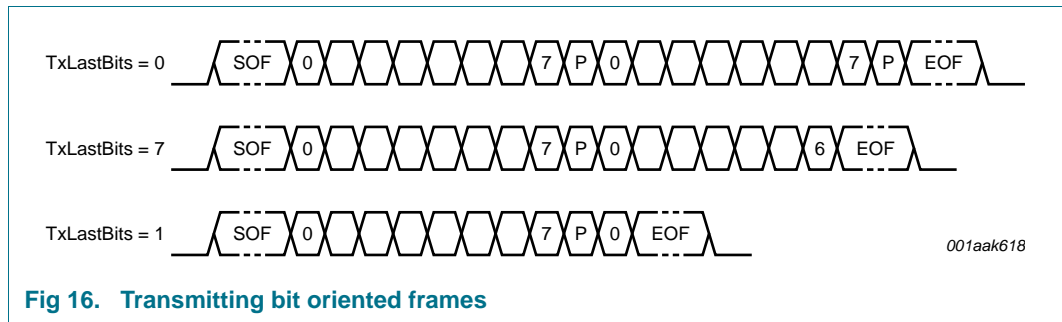 TxLastBits = 0 SOF 0 7 P 0 7 P EOF
TxLastBits = 7 SOF 0 7 P 0 6 EOF
TxLastBits = 1 SOF 0 7 P 0 EOF
001aak618
Fig 16. Transmitting bit oriented frames